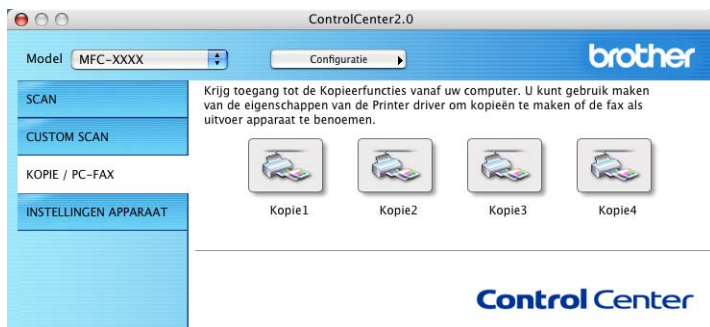 ControlCenter2.0
Model MFC-XXXX Configuratie brother
SCAN
CUSTOM SCAN
KOPIE / PC-FAX
INSTELLINGEN APPARAAT
Krijg toegang tot de Kopieerfuncties vanaf uw computer. U kunt gebruik maken
van de eigenschappen van de Printer driver om kopieën te maken of de fax als
uitvoer apparaat te benoemen.
Kopie1 Kopie2 Kopie3 Kopie4
Control Center